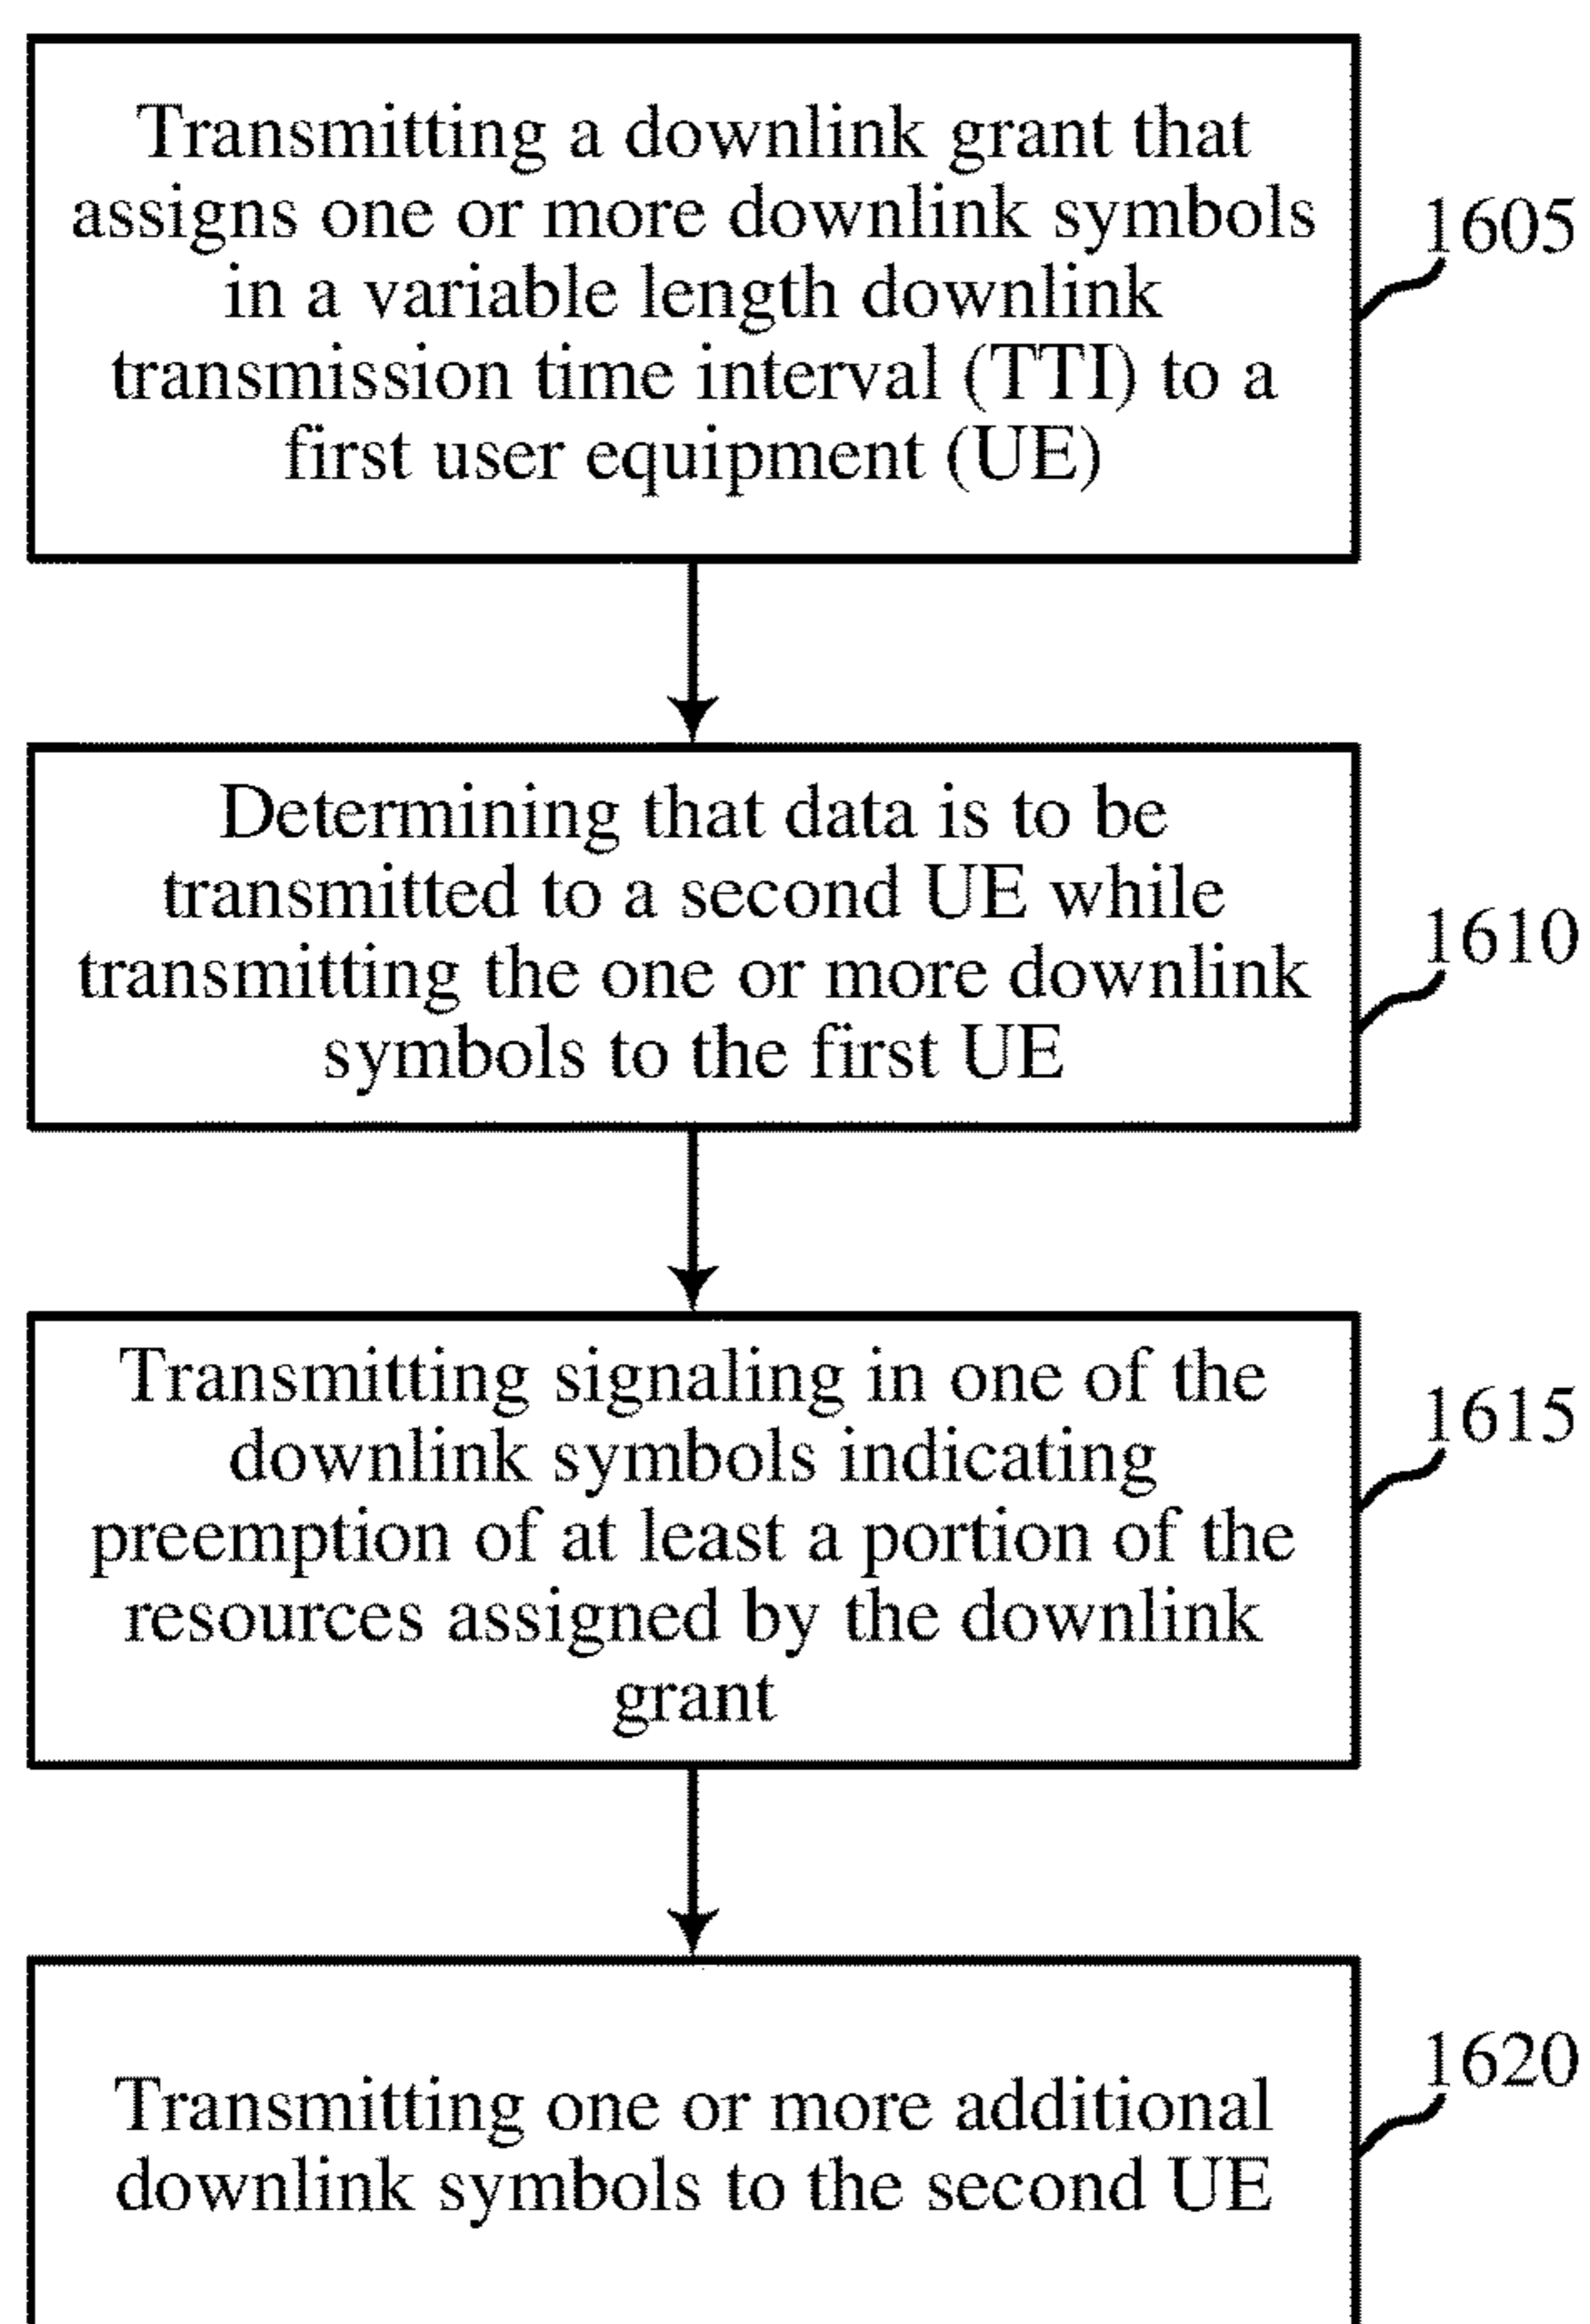 Transmitting a downlink grant that
assigns one or more downlink symbols
in a variable length downlink
transmission time interval (TTI) to a
first user equipment (UE)
1605
Determining that data is to be
transmitted to a second UE while
transmitting the one or more downlink
symbols to the first UE
1610
Transmitting signaling in one of the
downlink symbols indicating
preemption of at least a portion of the
resources assigned by the downlink
grant
1615
Transmitting one or more additional
downlink symbols to the second UE
1620